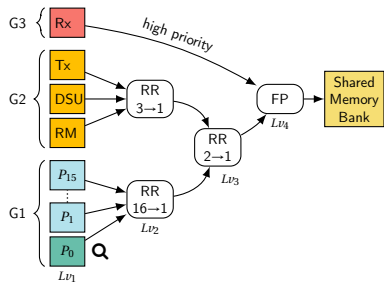 G3
Rx
high priority
G2
Tx
DSU
RM
RR
3→1
FP
Lv₄
Shared
Memory
Bank
RR
2→1
Lv₃
G1
P₁₅
P₁
P₀
RR
16→1
Lv₂
Lv₁